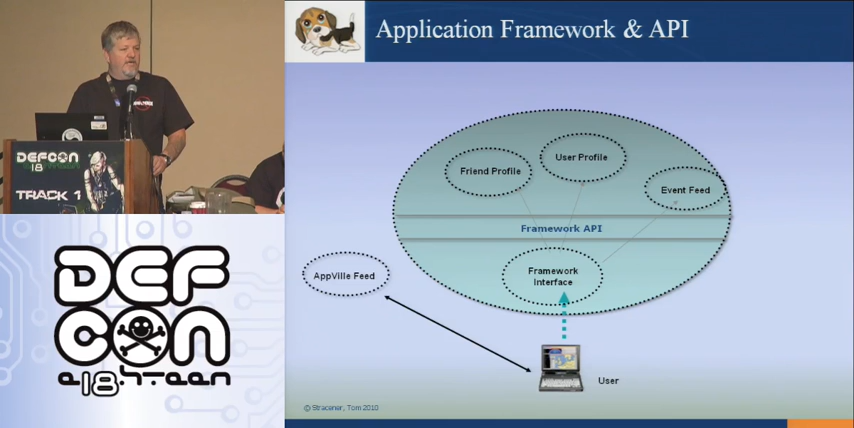 Application Framework & API
DEFCON
18
TRACK 1
DEF
CON
Friend Profile
User Profile
Event Feed
Framework API
AppVille Feed
Framework
Interface
User
© Stracener, Tom 2010